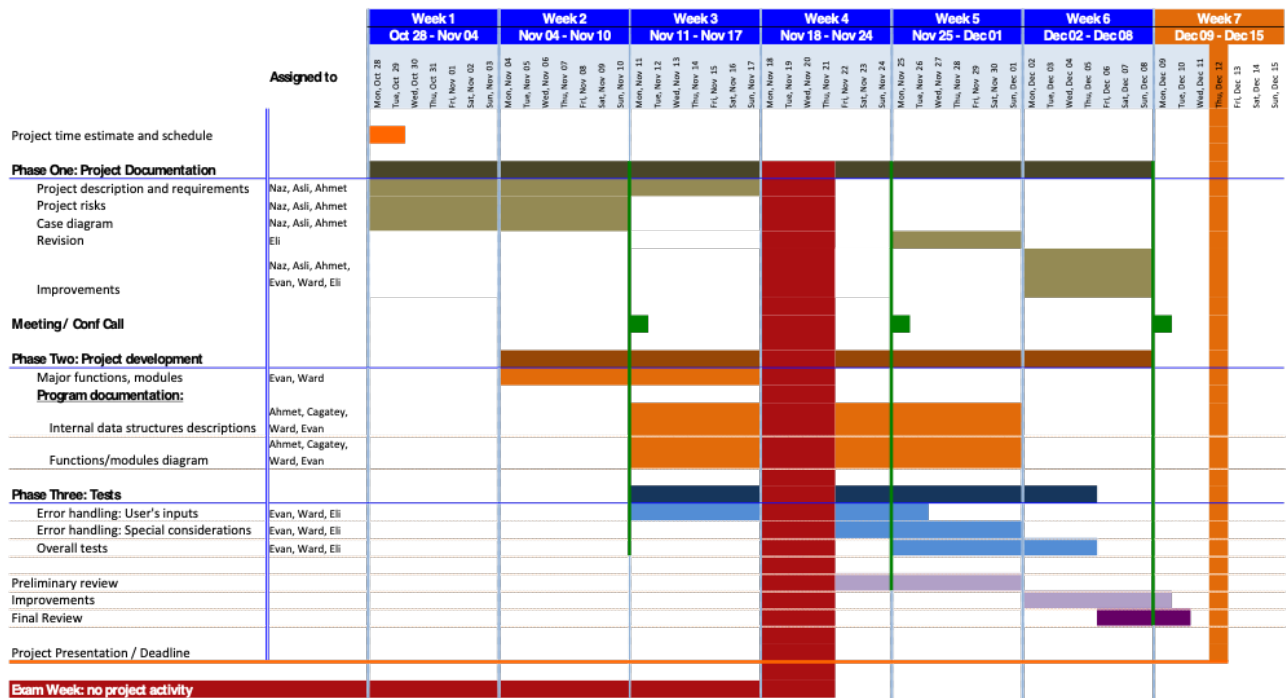 Week 1 Week 2 Week 3 Week 4 Week 5 Week 6 Week 7
Oct 28 - Nov 04 Nov 04 - Nov 10 Nov 11 - Nov 17 Nov 18 - Nov 24 Nov 25 - Dec 01 Dec 02 - Dec 08 Dec 09 - Dec 15
Assigned to
Mon, Oct 28
Tue, Oct 29
Wed, Oct 30
Thu, Oct 31
Fri, Nov 01
Sat, Nov 02
Sun, Nov 03
Mon, Nov 04
Tue, Nov 05
Wed, Nov 06
Thu, Nov 07
Fri, Nov 08
Sat, Nov 09
Sun, Nov 10
Mon, Nov 11
Tue, Nov 12
Wed, Nov 13
Thu, Nov 14
Fri, Nov 15
Sat, Nov 16
Sun, Nov 17
Mon, Nov 18
Tue, Nov 19
Wed, Nov 20
Thu, Nov 21
Fri, Nov 22
Sat, Nov 23
Sun, Nov 24
Mon, Nov 25
Tue, Nov 26
Wed, Nov 27
Thu, Nov 28
Fri, Nov 29
Sat, Nov 30
Sun, Dec 01
Mon, Dec 02
Tue, Dec 03
Wed, Dec 04
Thu, Dec 05
Fri, Dec 06
Sat, Dec 07
Sun, Dec 08
Mon, Dec 09
Tue, Dec 10
Wed, Dec 11
Thu, Dec 12
Fri, Dec 13
Sat, Dec 14
Sun, Dec 15
Project time estimate and schedule
Phase One: Project Documentation
Project description and requirements Naz, Asli, Ahmet
Project risks Naz, Asli, Ahmet
Case diagram Naz, Asli, Ahmet
Revision Eli
Naz, Asli, Ahmet,
Improvements Evan, Ward, Eli
Meeting/ Conf Call
Phase Two: Project development
Major functions, modules Evan, Ward
Program documentation:
Ahmet, Cagatey,
Internal data structures descriptions Ward, Evan
Ahmet, Cagatey,
Functions/modules diagram Ward, Evan
Phase Three: Tests
Error handling: User's inputs Evan, Ward, Eli
Error handling: Special considerations Evan, Ward, Eli
Overall tests Evan, Ward, Eli
Preliminary review
Improvements
Final Review
Project Presentation / Deadline
Exam Week: no project activity